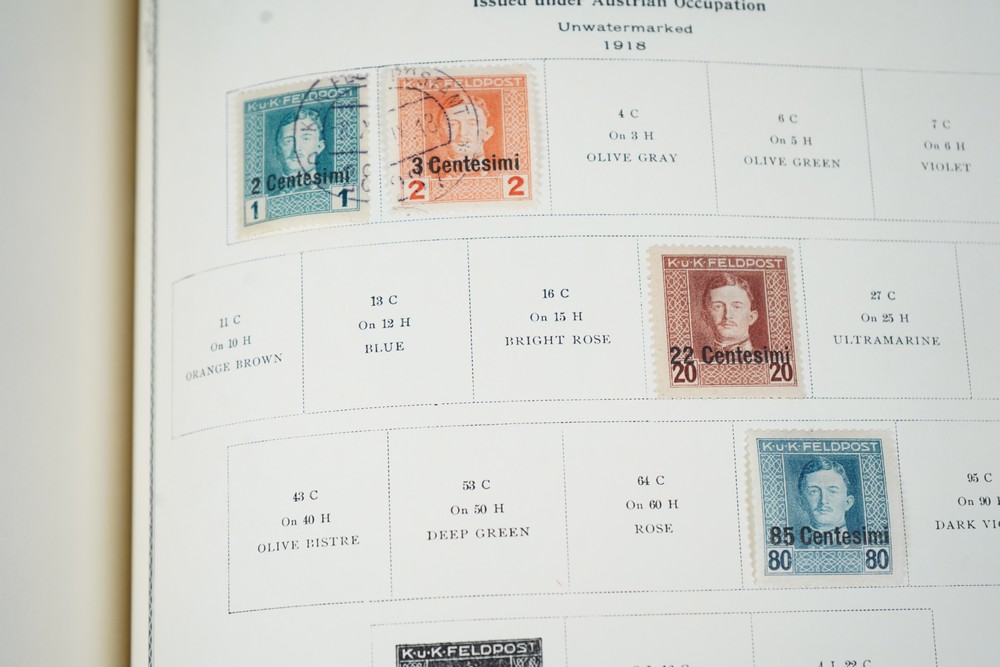 Issued under Austrian Occupation
Unwatermarked
1918
K.u.K. FELDPOST
2 Centesimi
1 1
K.u.K. FELDPOST
3 Centesimi
2 2
4 C
On 3 H
OLIVE GRAY
6 C
On 5 H
OLIVE GREEN
7 C
On 6 H
VIOLET
11 C
On 10 H
ORANGE BROWN
13 C
On 12 H
BLUE
16 C
On 15 H
BRIGHT ROSE
K.u.K. FELDPOST
22 Centesimi
20 20
27 C
On 25 H
ULTRAMARINE
43 C
On 40 H
OLIVE BISTRE
53 C
On 50 H
DEEP GREEN
64 C
On 60 H
ROSE
K.u.K. FELDPOST
85 Centesimi
80 80
95 C
On 90
DARK
K.u.K. FELDPOST